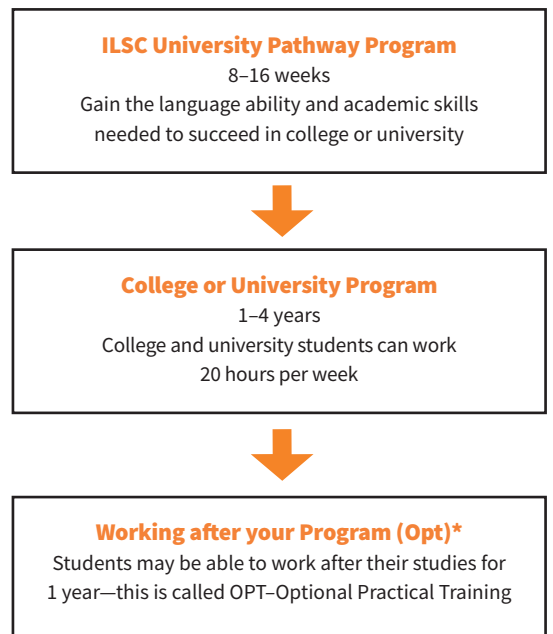 ILSC University Pathway Program
8–16 weeks
Gain the language ability and academic skills
needed to succeed in college or university
College or University Program
1–4 years
College and university students can work
20 hours per week
Working after your Program (Opt)*
Students may be able to work after their studies for
1 year—this is called OPT–Optional Practical Training